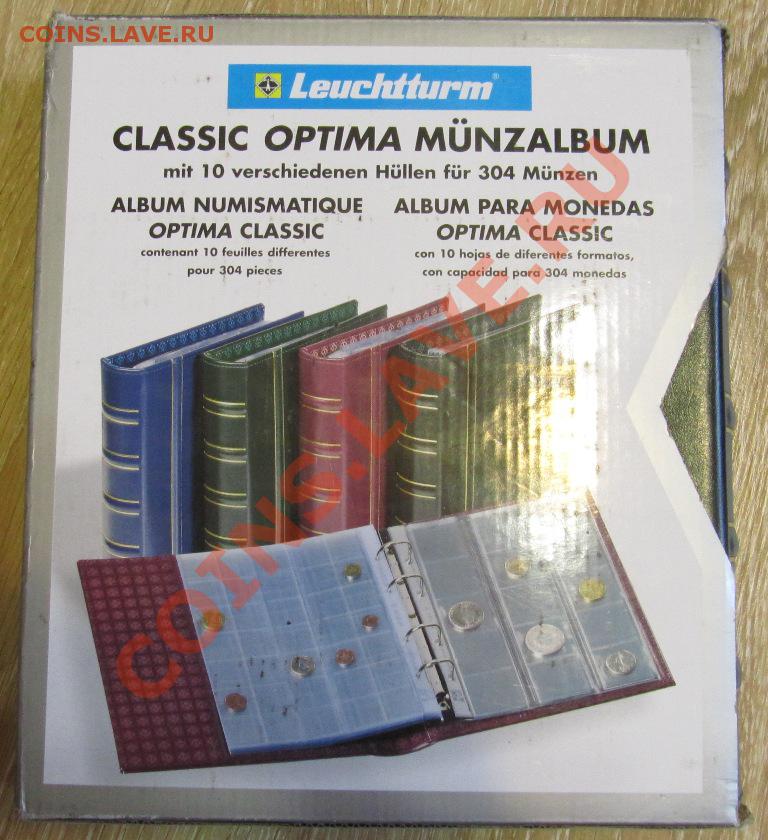 COINS.LAVE.RU
Leuchtturm®
CLASSIC OPTIMA MÜNZALBUM
mit 10 verschiedenen Hüllen für 304 Münzen
ALBUM NUMISMATIQUE
OPTIMA CLASSIC
contenant 10 feuilles differentes
pour 304 pieces
ALBUM PARA MONEDAS
OPTIMA CLASSIC
con 10 hojas de diferentes formatos,
con capacidad para 304 monedas
COINS.LAVE.RU